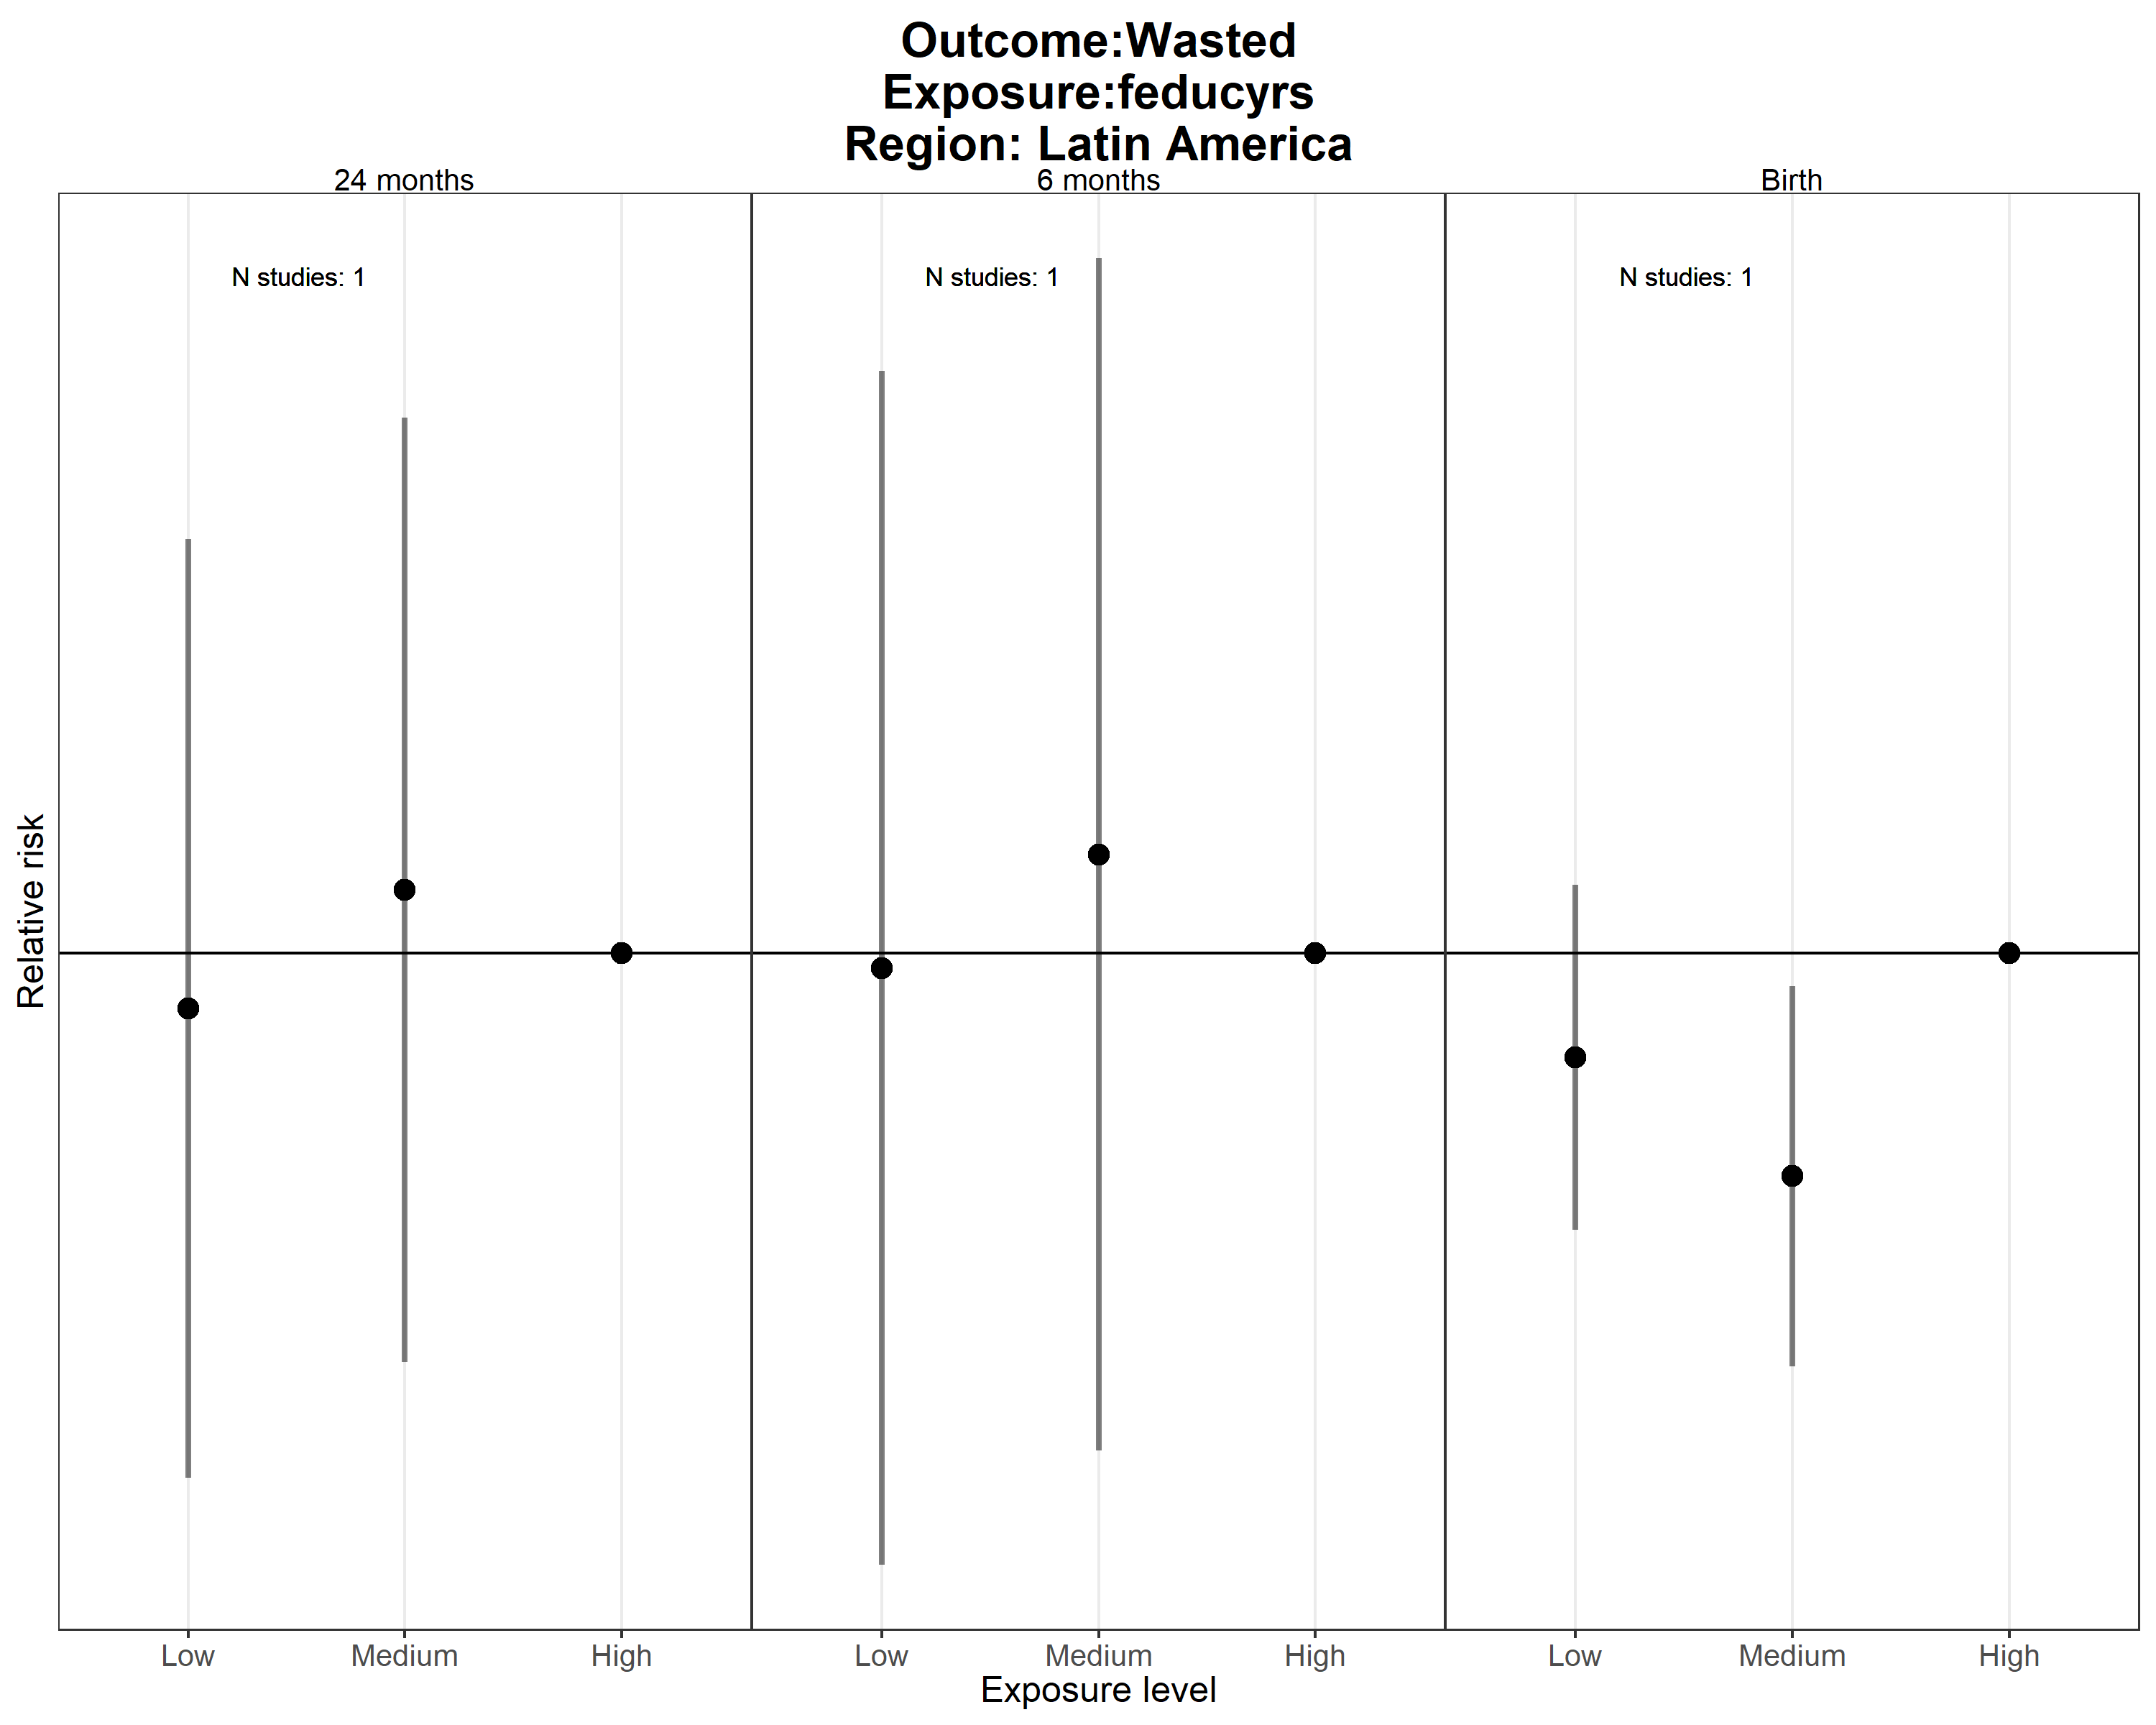 Outcome:Wasted
Exposure:feducyrs
Region: Latin America
24 months
6 months
Birth
N studies: 1
N studies: 1
N studies: 1
Relative risk
Low
Medium
High
Low
Medium
High
Low
Medium
High
Exposure level